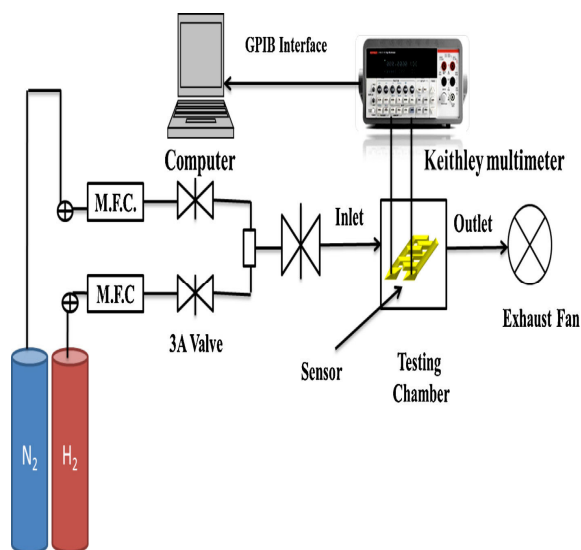 GPIB Interface
Computer
Keithley multimeter
M.F.C.
Inlet
Outlet
M.F.C
3A Valve
Exhaust Fan
Sensor
Testing
Chamber
N2
H2